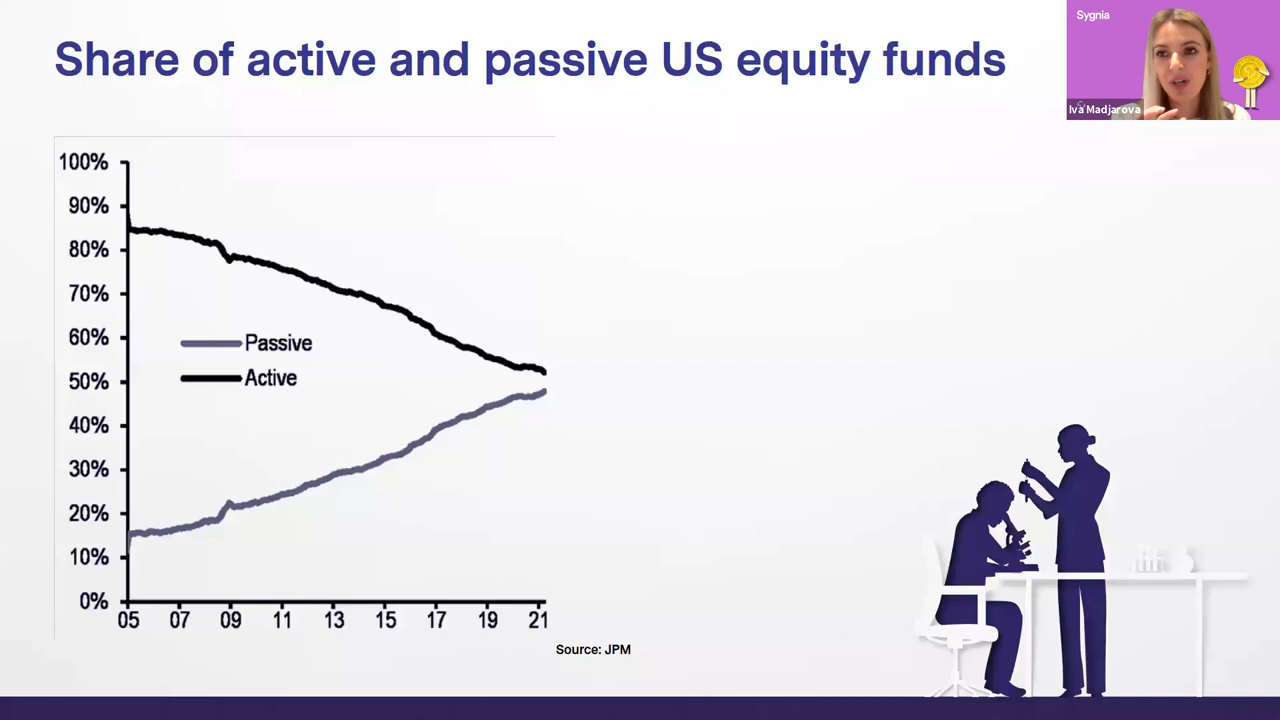 Share of active and passive US equity funds
Sygnia
Iva Madjarova
100%
90%
80%
70%
60%
50%
40%
30%
20%
10%
0%
Passive
Active
05 07 09 11 13 15 17 19 21
Source: JPM